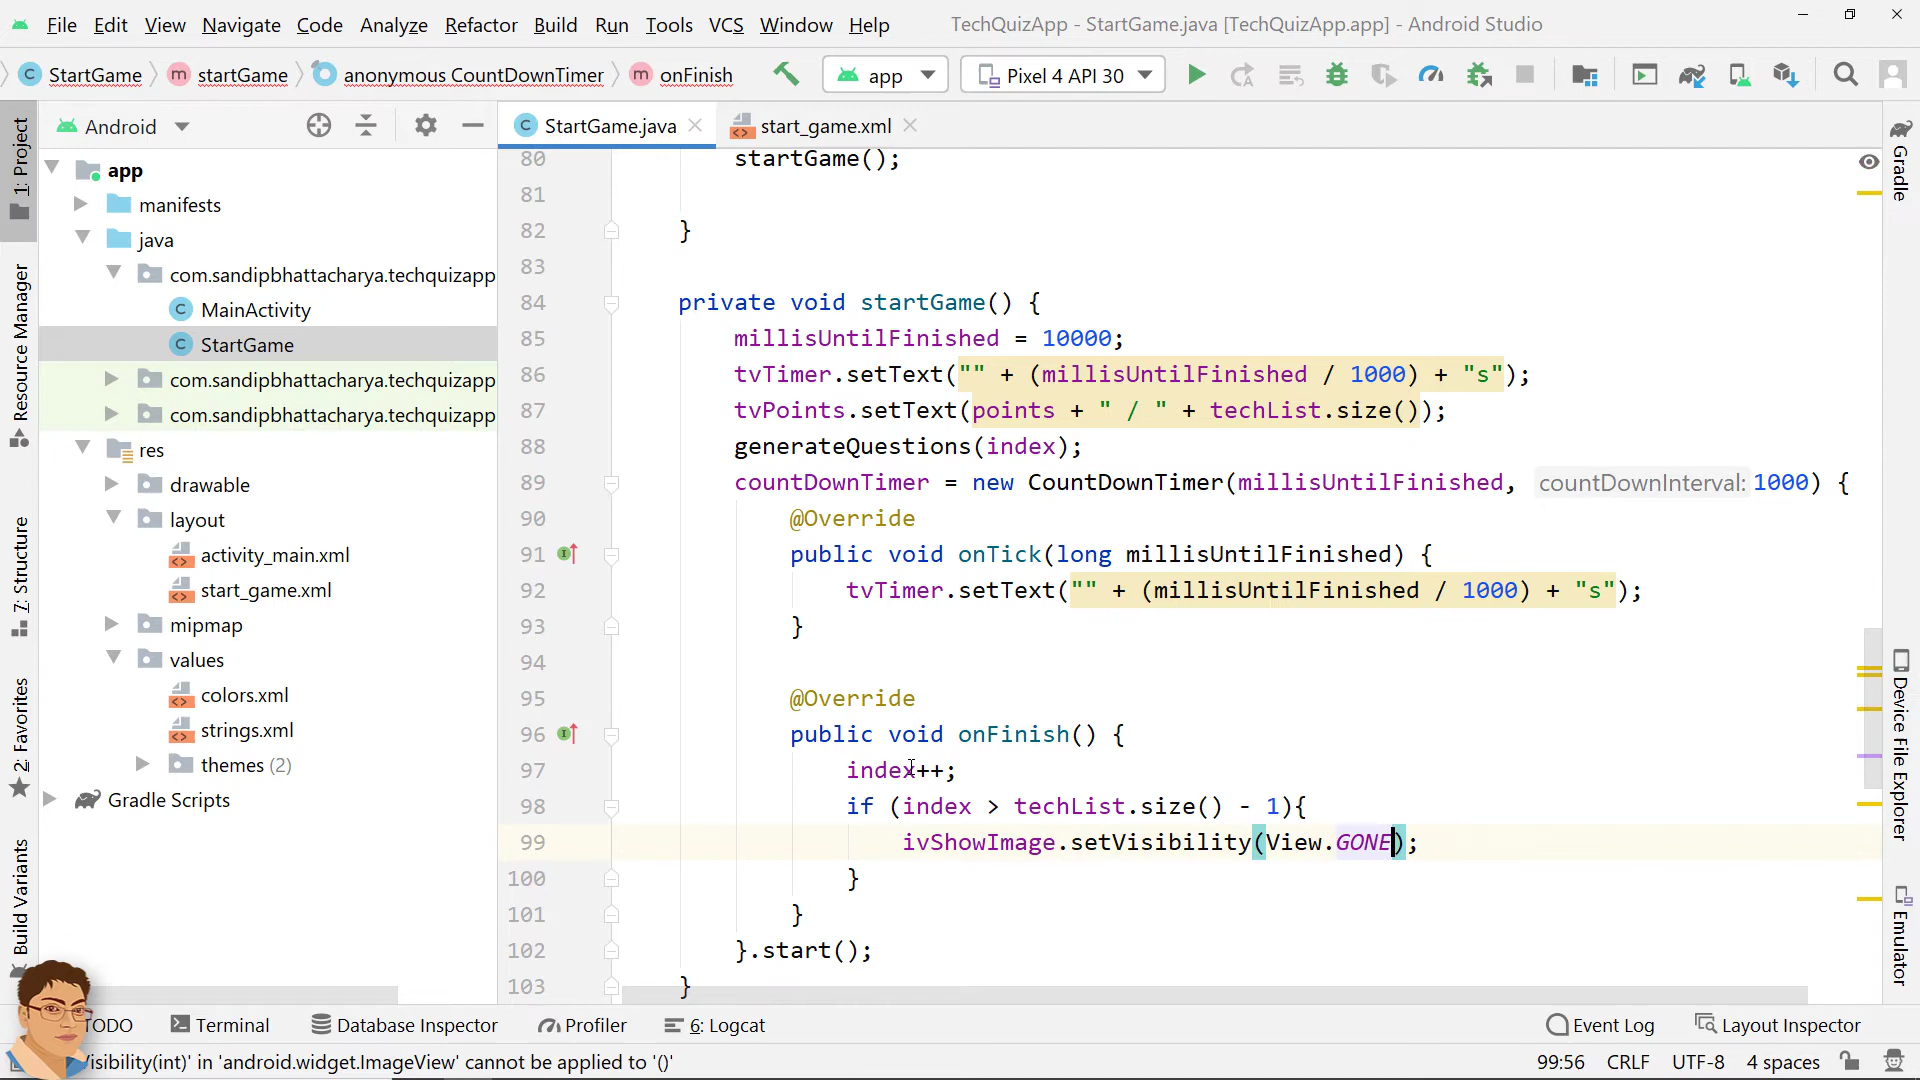 File Edit View Navigate Code Analyze Refactor Build Run Tools VCS Window Help TechQuizApp - StartGame.java [TechQuizApp.app] - Android Studio
StartGame startGame anonymous CountDownTimer onFinish app Pixel 4 API 30
Android
StartGame.java start_game.xml
1: Project
Resource Manager
7: Structure
2: Favorites
Build Variants
app
manifests
java
com.sandipbhattacharya.techquizapp
MainActivity
StartGame
com.sandipbhattacharya.techquizapp
com.sandipbhattacharya.techquizapp
res
drawable
layout
activity_main.xml
start_game.xml
mipmap
values
colors.xml
strings.xml
themes (2)
Gradle Scripts
80 startGame();
81
82 }
83
84 private void startGame() {
85 millisUntilFinished = 10000;
86 tvTimer.setText("" + (millisUntilFinished / 1000) + "s");
87 tvPoints.setText(points + " / " + techList.size());
88 generateQuestions(index);
89 countDownTimer = new CountDownTimer(millisUntilFinished, countDownInterval: 1000) {
90 @Override
91 public void onTick(long millisUntilFinished) {
92 tvTimer.setText("" + (millisUntilFinished / 1000) + "s");
93 }
94
95 @Override
96 public void onFinish() {
97 index++;
98 if (index > techList.size() - 1){
99 ivShowImage.setVisibility(View.GONE);
100 }
101 }
102 }.start();
103 }
Gradle
Device File Explorer
Emulator
TODO Terminal Database Inspector Profiler 6: Logcat Event Log Layout Inspector
isibility(int)' in 'android.widget.ImageView' cannot be applied to '()' 99:56 CRLF UTF-8 4 spaces